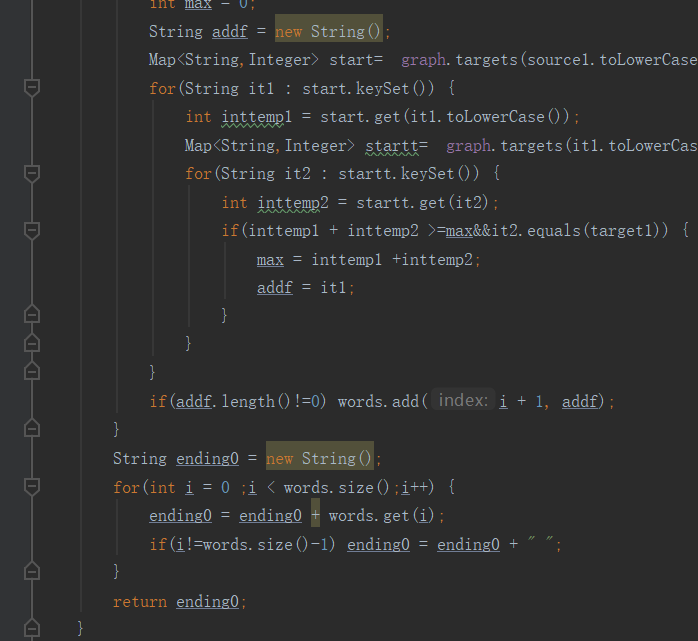 int max = 0;
String addf = new String();
Map<String,Integer> start=  graph.targets(source1.toLowerCase
for(String it1 : start.keySet()) {
int inttemp1 = start.get(it1.toLowerCase());
Map<String,Integer> startt=  graph.targets(it1.toLowerCas
for(String it2 : startt.keySet()) {
int inttemp2 = startt.get(it2);
if(inttemp1 + inttemp2 >=max&&it2.equals(target1)) {
max = inttemp1 +inttemp2;
addf = it1;
}
}
}
if(addf.length()!=0) words.add( index: i + 1, addf);
}
String ending0 = new String();
for(int i = 0 ;i < words.size();i++) {
ending0 = ending0 + words.get(i);
if(i!=words.size()-1) ending0 = ending0 + " ";
}
return ending0;
}